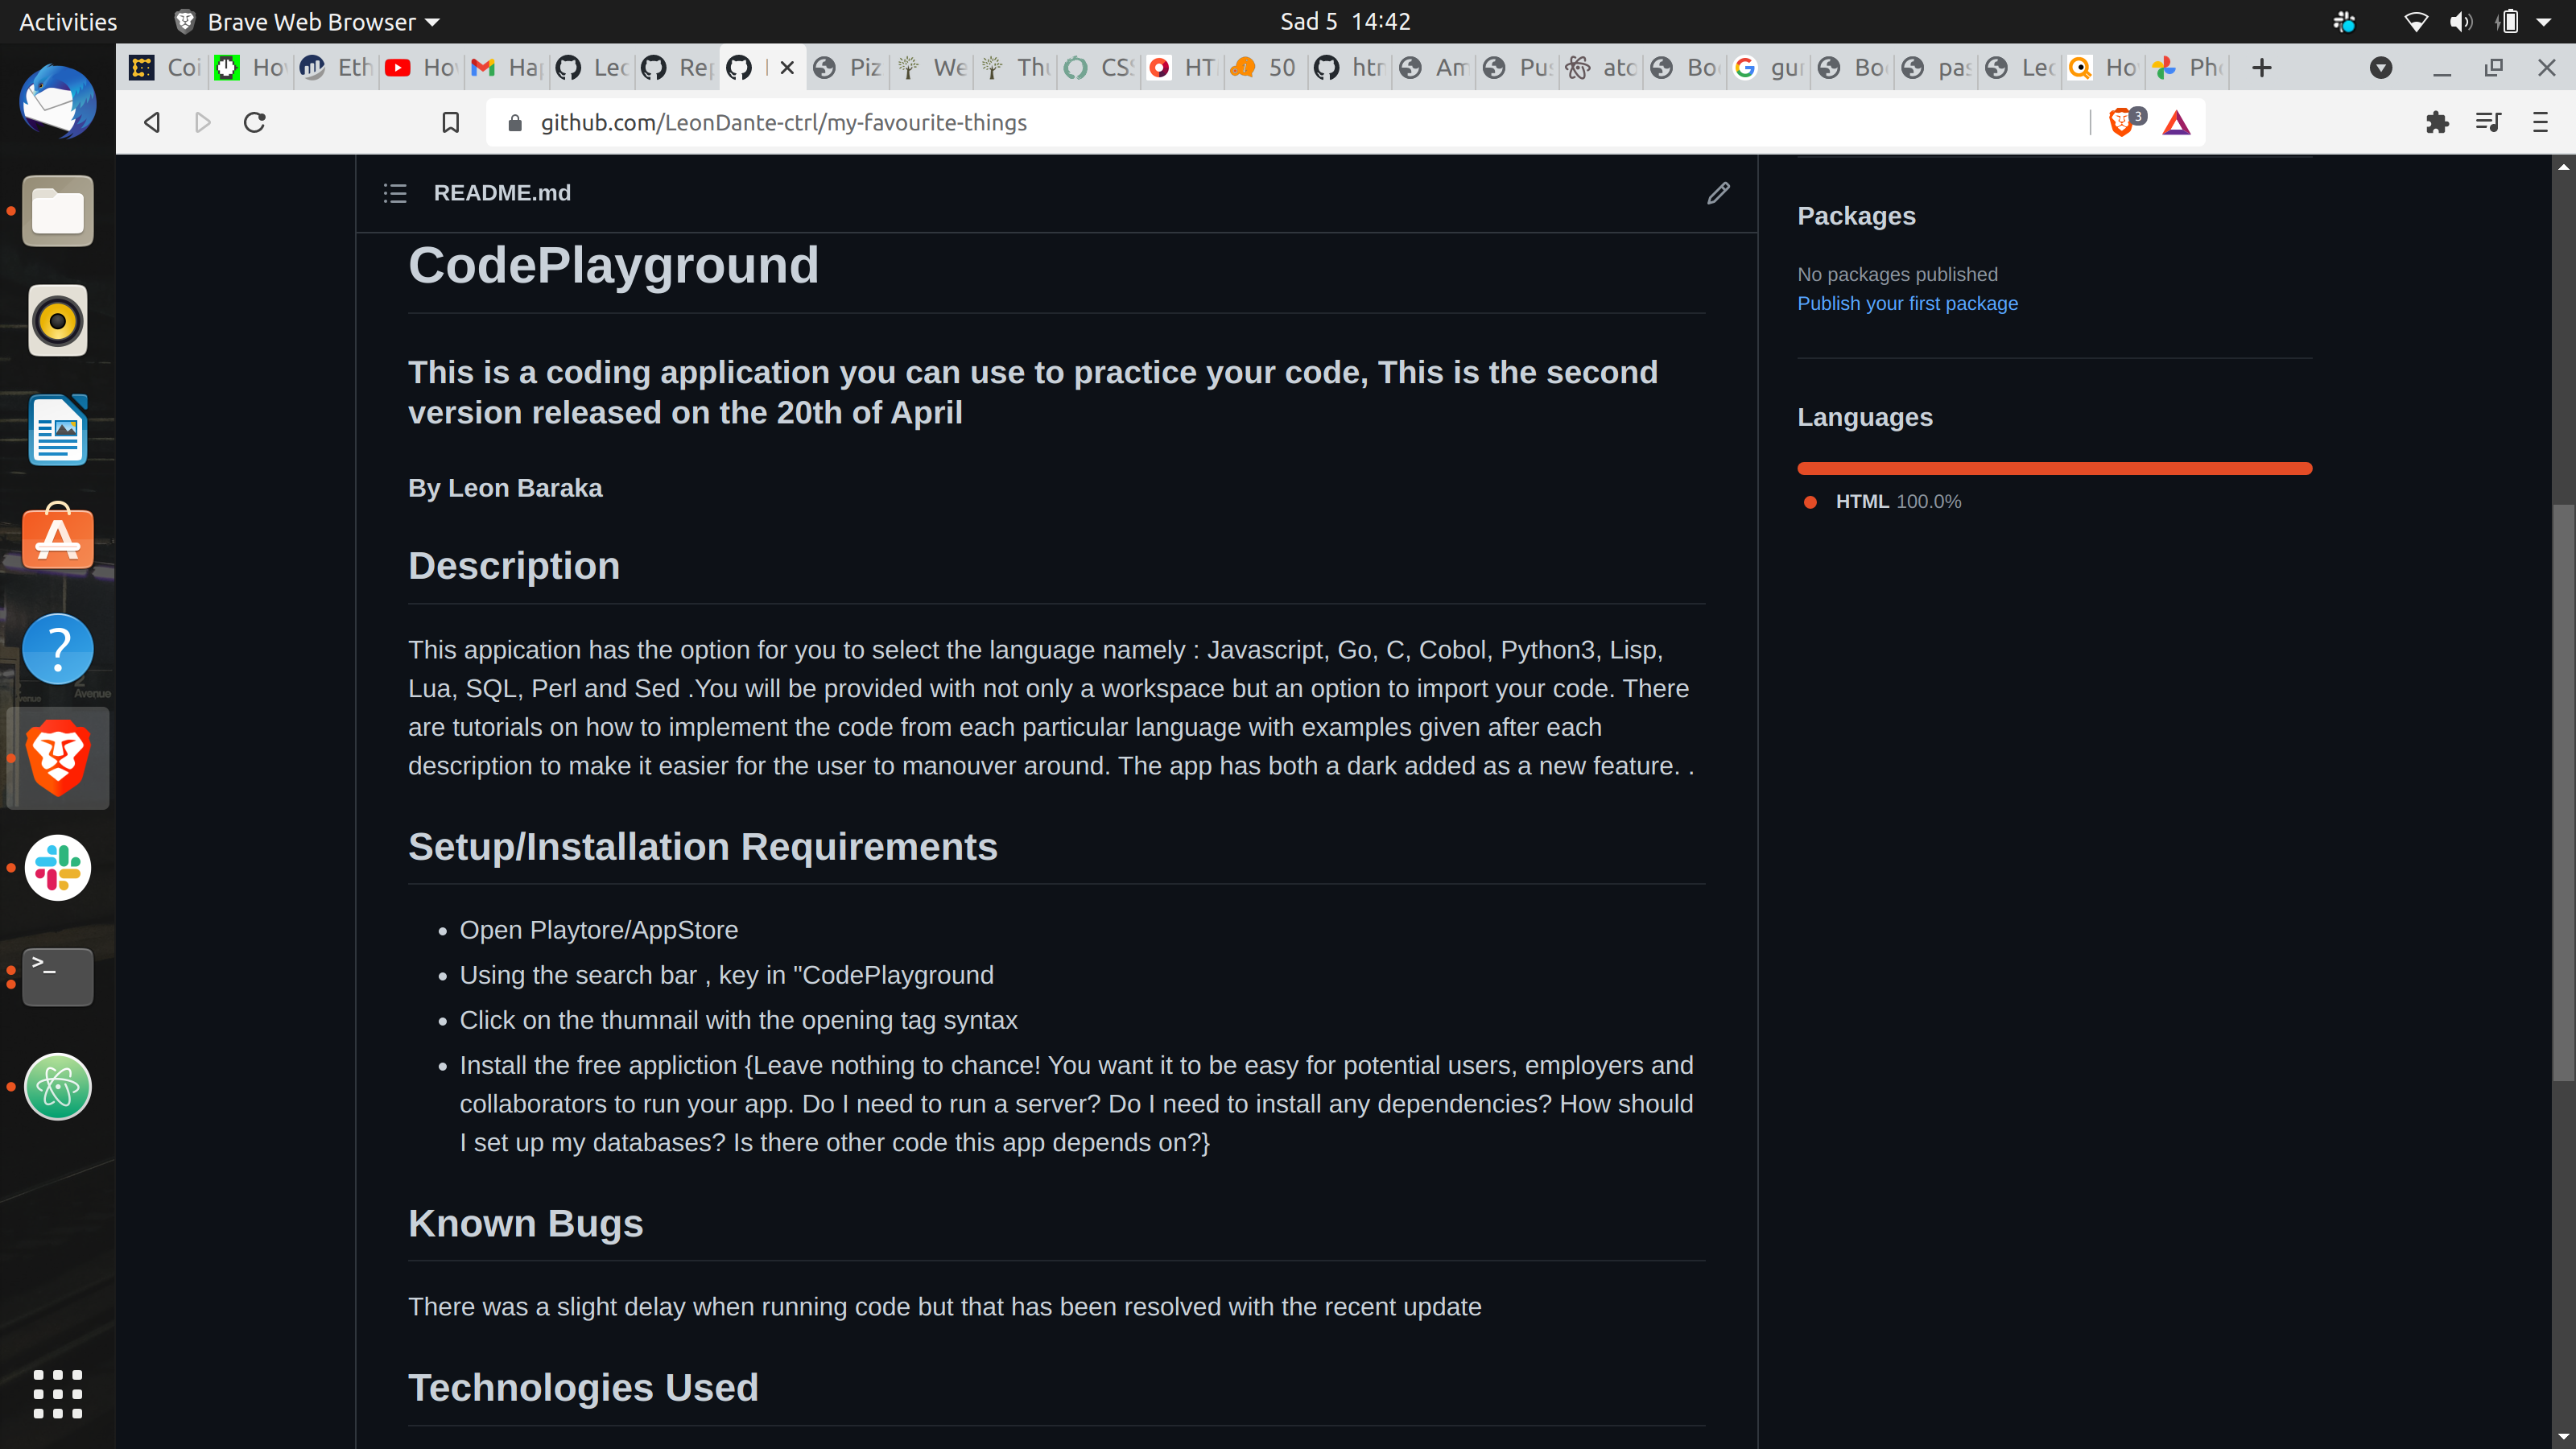 Activities Brave Web Browser Sad 5 14:42
Coi Ho Eth Ho Ha Leo Rep Piz We Th CSS HT 50 htm Am Pus ato Bo gu Bo pas Leo Ho Pho
github.com/LeonDante-ctrl/my-favourite-things 3
README.md
CodePlayground
This is a coding application you can use to practice your code, This is the second
version released on the 20th of April
By Leon Baraka
Description
This appication has the option for you to select the language namely : Javascript, Go, C, Cobol, Python3, Lisp,
Lua, SQL, Perl and Sed .You will be provided with not only a workspace but an option to import your code. There
are tutorials on how to implement the code from each particular language with examples given after each
description to make it easier for the user to manouver around. The app has both a dark added as a new feature. .
Setup/Installation Requirements
Open Playtore/AppStore
Using the search bar , key in "CodePlayground
Click on the thumnail with the opening tag syntax
Install the free appliction {Leave nothing to chance! You want it to be easy for potential users, employers and
collaborators to run your app. Do I need to run a server? Do I need to install any dependencies? How should
I set up my databases? Is there other code this app depends on?}
Known Bugs
There was a slight delay when running code but that has been resolved with the recent update
Technologies Used
Packages
No packages published
Publish your first package
Languages
HTML 100.0%
Avenue